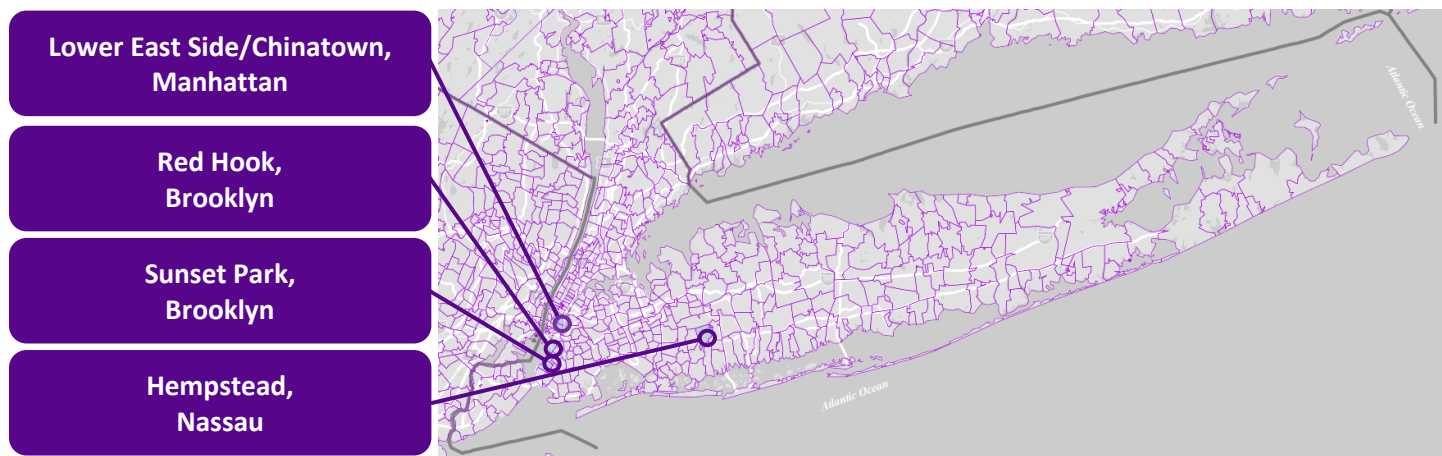 Lower East Side/Chinatown,
Manhattan
Red Hook,
Brooklyn
Sunset Park,
Brooklyn
Hempstead,
Nassau
Atlantic Ocean
Atlantic Ocean